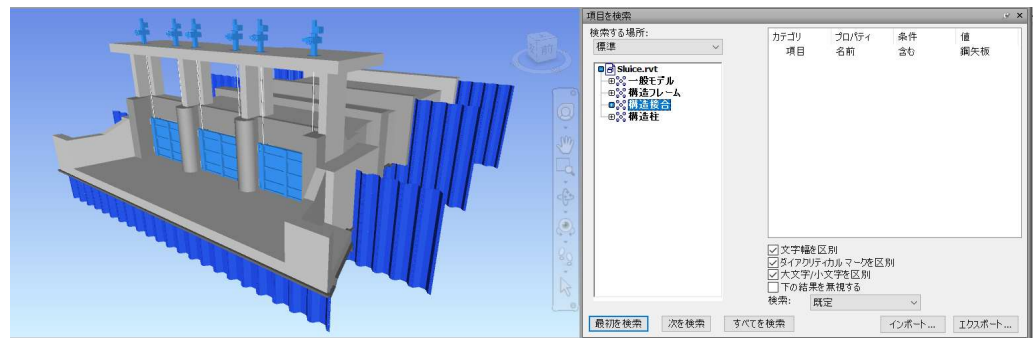 項目を検索
検索する場所:
標準
Sluice.rvt
一般モデル
構造フレーム
構造接合
構造柱
カテゴリ プロパティ 条件 値
項目 名前 含む 鋼矢板
文字幅を区別
ダイアクリティカル マークを区別
大文字/小文字を区別
下の結果を無視する
検索: 既定
最初を検索 次を検索 すべてを検索 インポート... エクスポート...